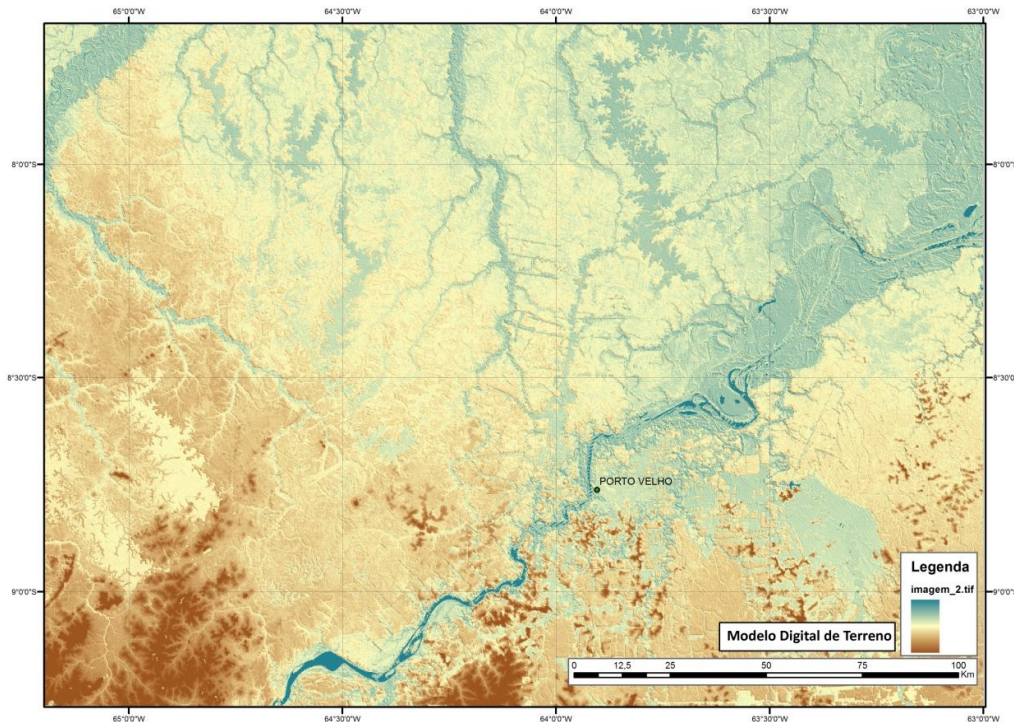 65°0'0"W 64°30'0"W 64°0'0"W 63°30'0"W 63°0'0"W
8°0'0"S 8°0'0"S
8°30'0"S 8°30'0"S
PORTO VELHO
Legenda
imagem_2.tif
9°0'0"S 9°0'0"S
Modelo Digital de Terreno
0 12,5 25 50 75 100
Km
65°0'0"W 64°30'0"W 64°0'0"W 63°30'0"W 63°0'0"W